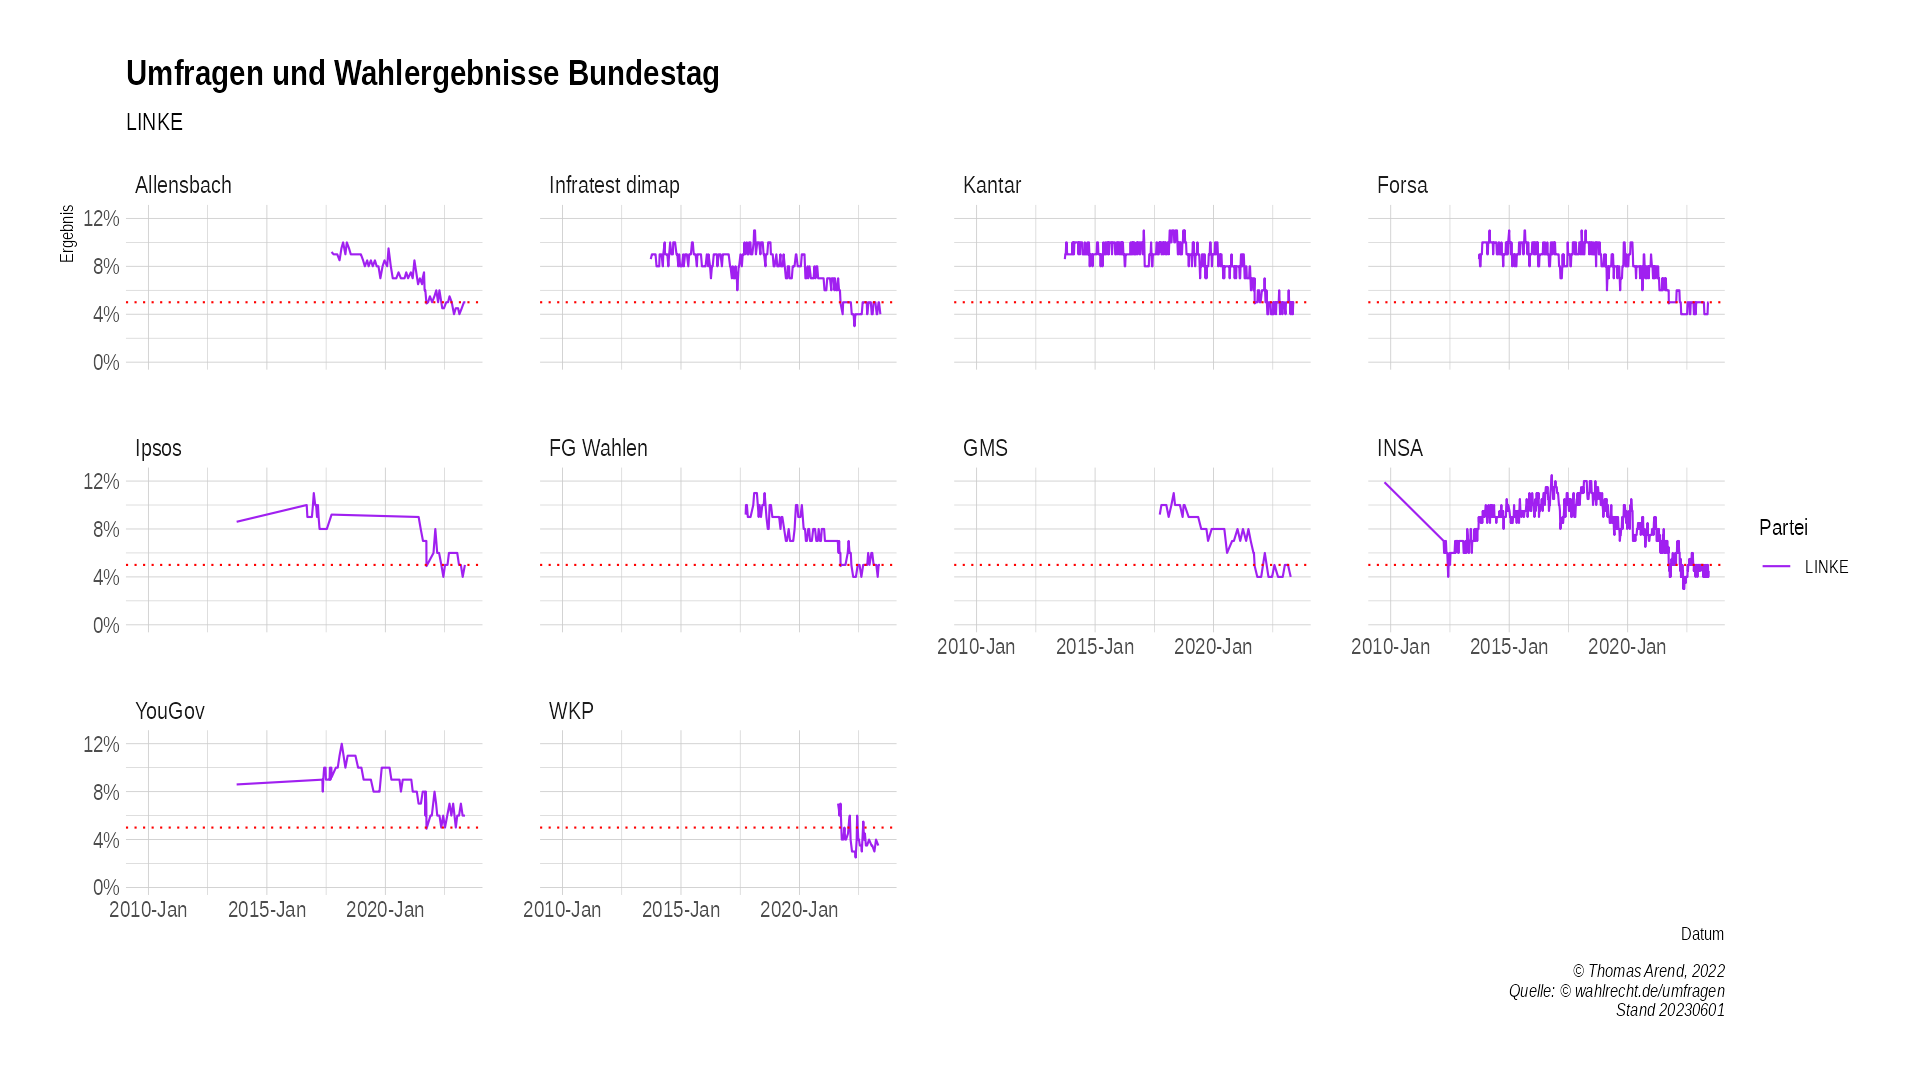 Umfragen und Wahlergebnisse Bundestag
LINKE
Allensbach
Infratest dimap
Kantar
Forsa
Ergebnis
12%
8%
4%
0%
Ipsos
FG Wahlen
GMS
INSA
12%
8%
4%
0%
2010-Jan 2015-Jan 2020-Jan
2010-Jan 2015-Jan 2020-Jan
Partei
LINKE
YouGov
WKP
12%
8%
4%
0%
2010-Jan 2015-Jan 2020-Jan
2010-Jan 2015-Jan 2020-Jan
Datum
© Thomas Arend, 2022
Quelle: © wahlrecht.de/umfragen
Stand 20230601